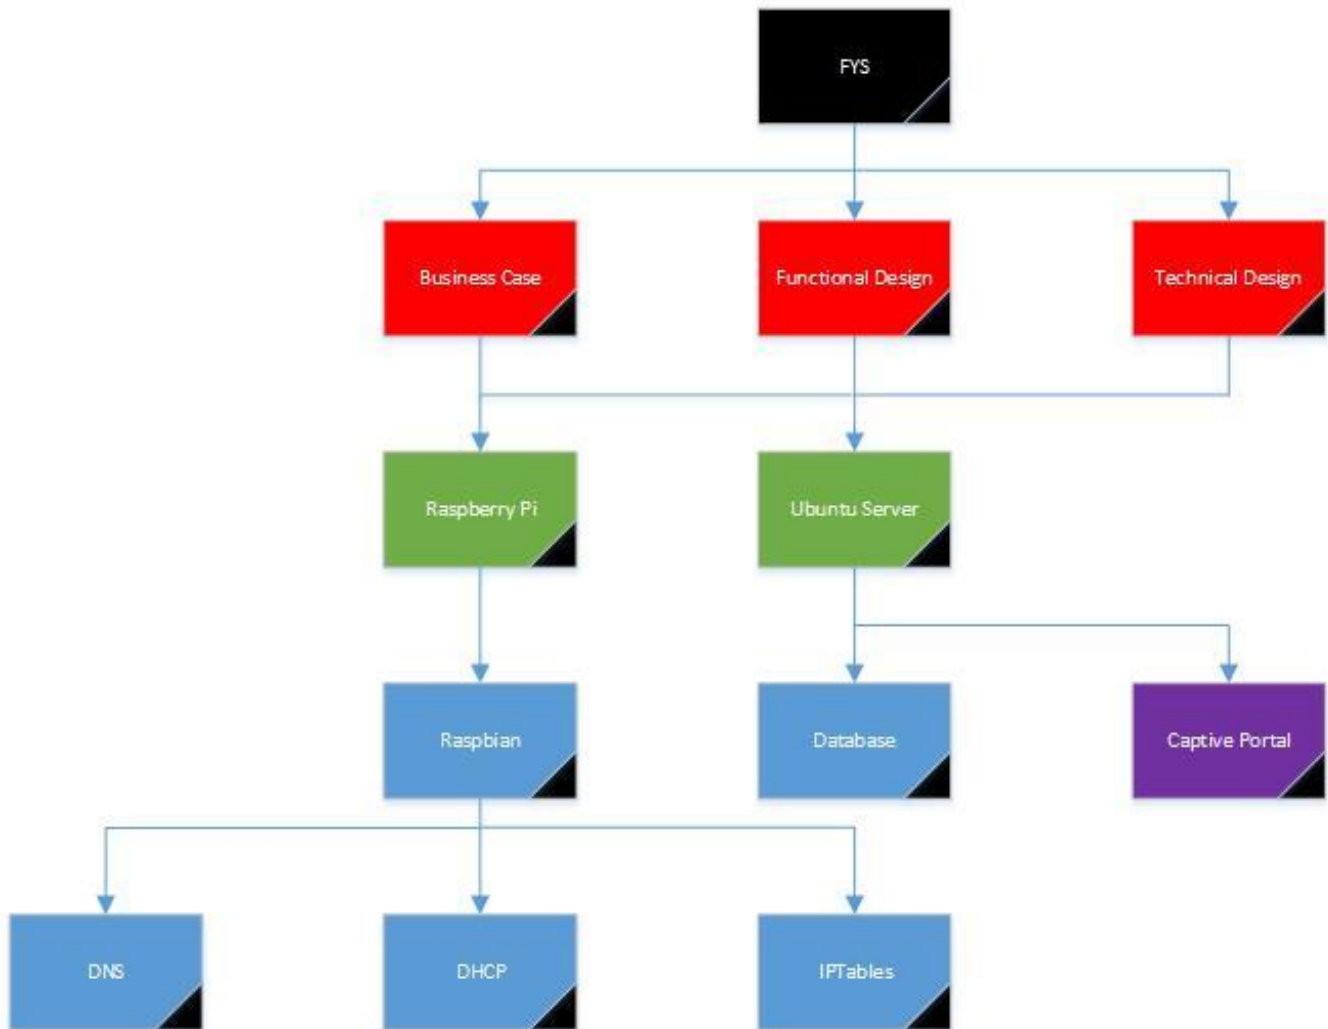 FYS
Business Case
Functional Design
Technical Design
Raspberry Pi
Ubuntu Server
Raspbian
Database
Captive Portal
DNS
DHCP
IPTables